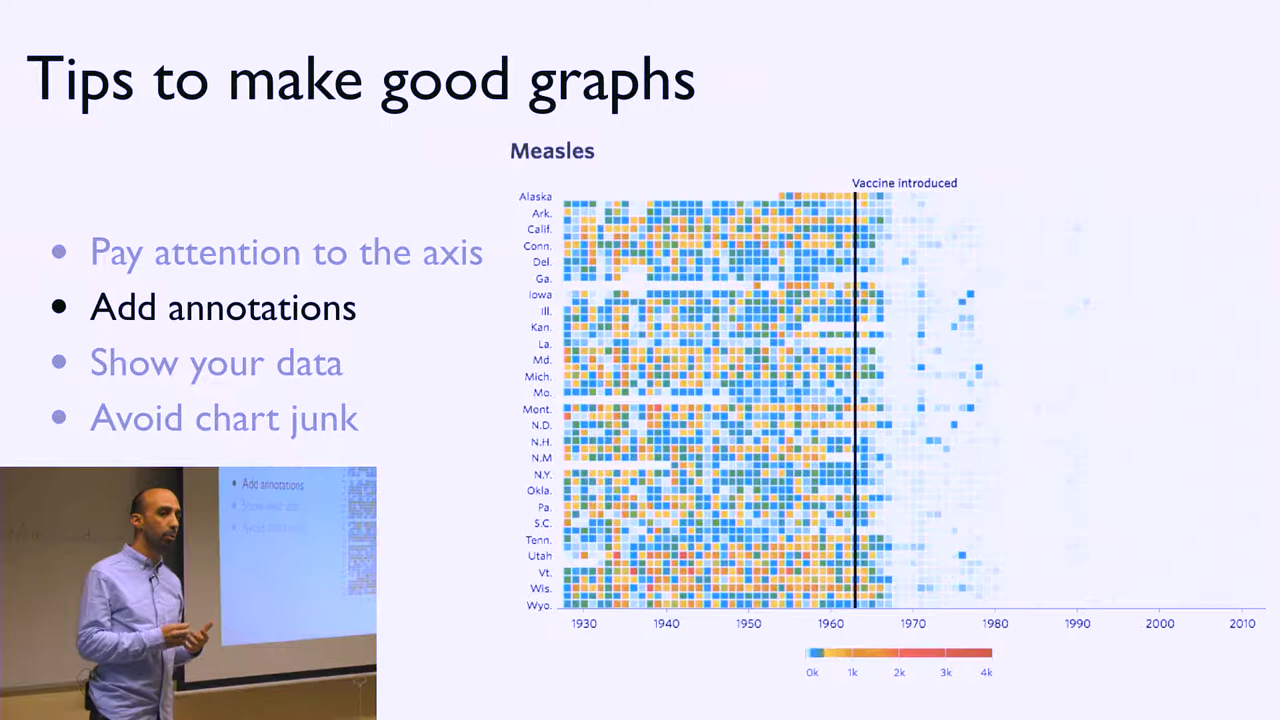 Tips to make good graphs
Measles
Vaccine introduced
• Pay attention to the axis
• Add annotations
• Show your data
• Avoid chart junk
Alaska
Ark.
Calif.
Conn.
Del.
Ga.
Iowa
Ill.
Kan.
La.
Md.
Mich.
Mo.
Mont.
N.D.
N.H.
N.M
N.Y.
Okla.
Pa.
S.C.
Tenn.
Utah
Vt.
Wis.
Wyo.
1930 1940 1950 1960 1970 1980 1990 2000 2010
0k 1k 2k 3k 4k
• Add annotations